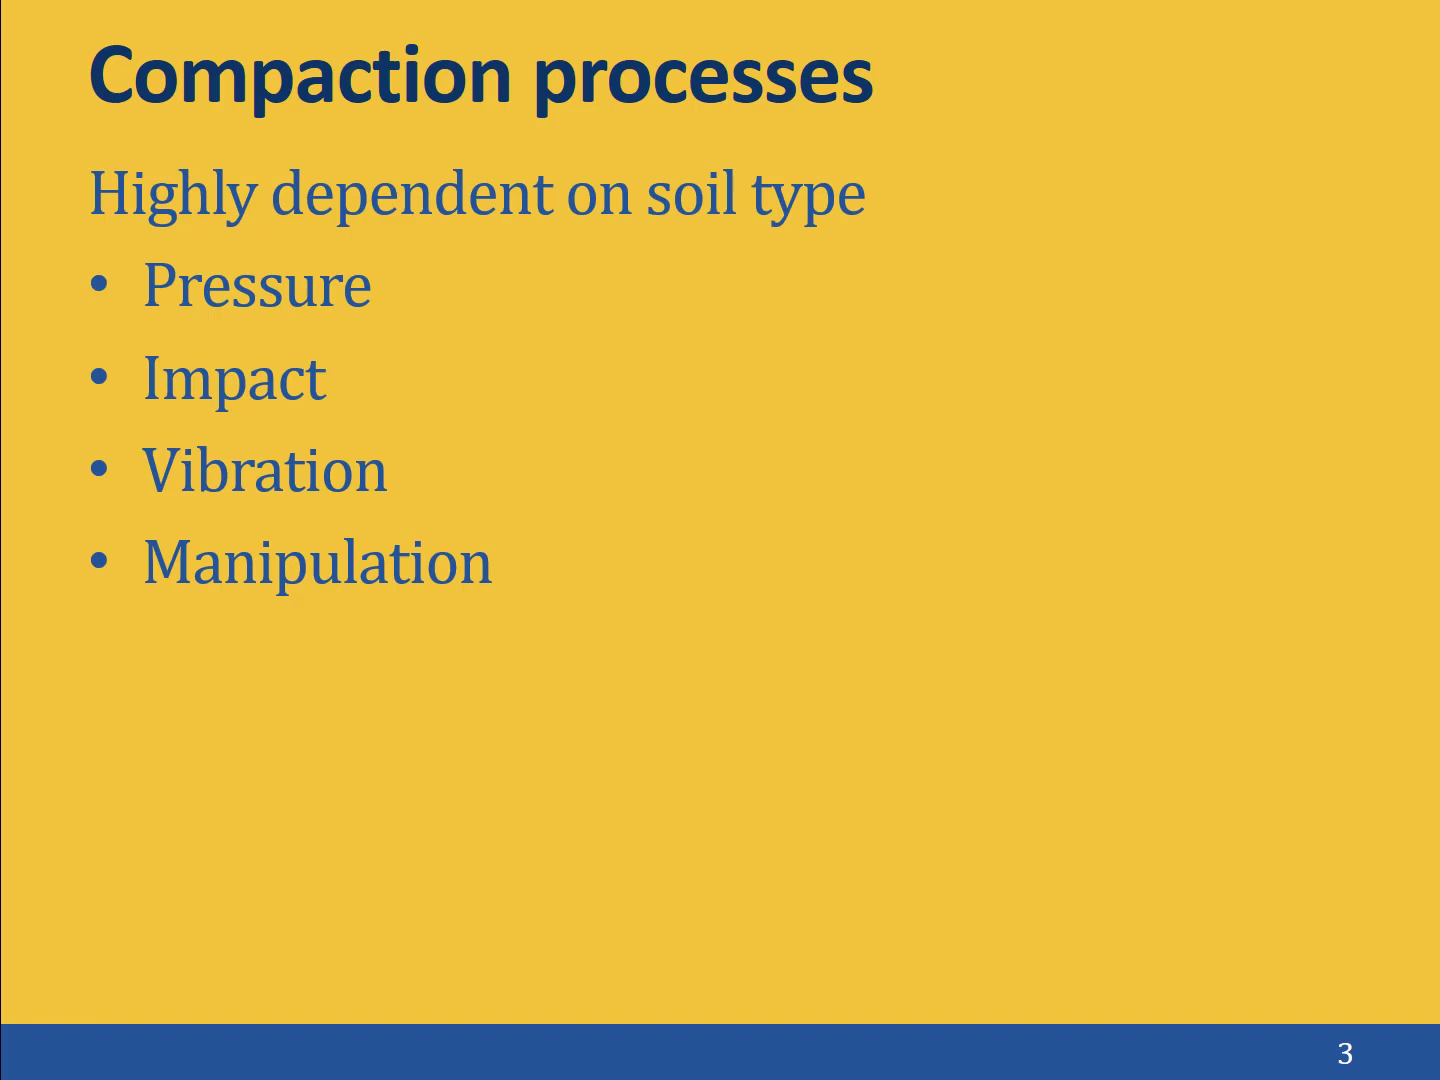 Compaction processes
Highly dependent on soil type
• Pressure
• Impact
• Vibration
• Manipulation
3